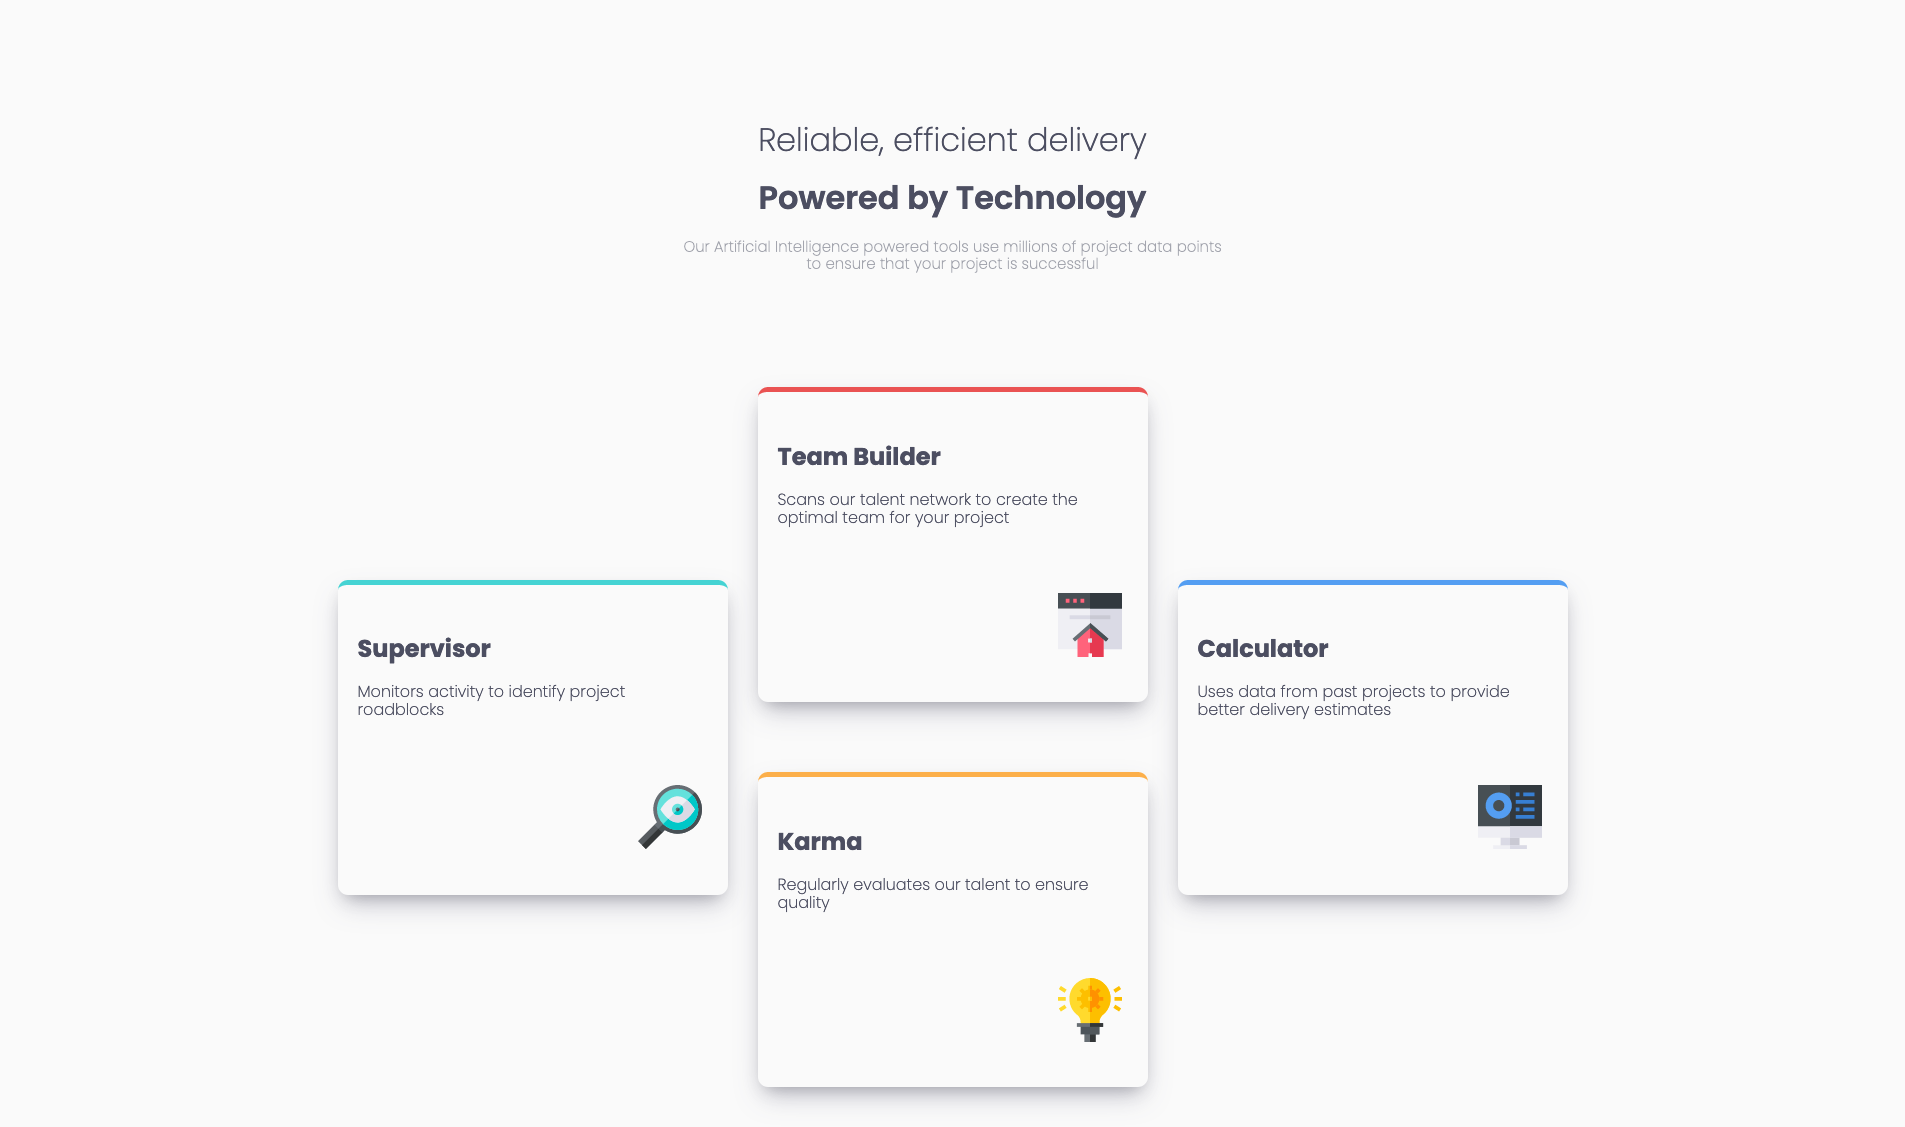 Reliable, efficient delivery
Powered by Technology
Our Artificial Intelligence powered tools use millions of project data points
to ensure that your project is successful
Team Builder
Scans our talent network to create the
optimal team for your project
Supervisor
Monitors activity to identify project
roadblocks
Calculator
Uses data from past projects to provide
better delivery estimates
Karma
Regularly evaluates our talent to ensure
quality